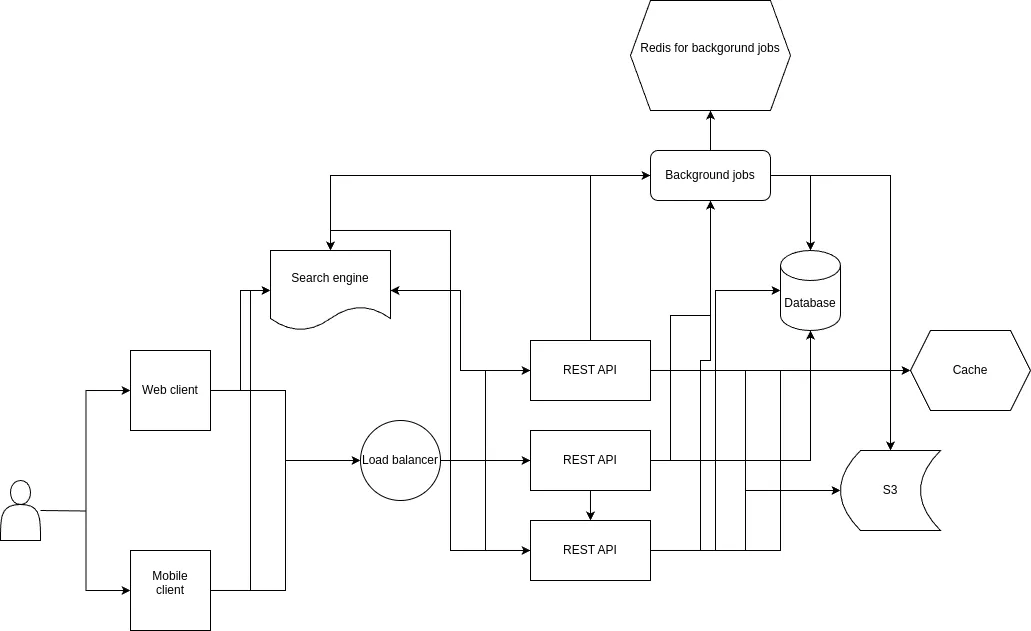 Redis for backgorund jobs
Background jobs
Search engine
Database
REST API
Cache
Web client
Load balancer
REST API
S3
REST API
Mobile
client